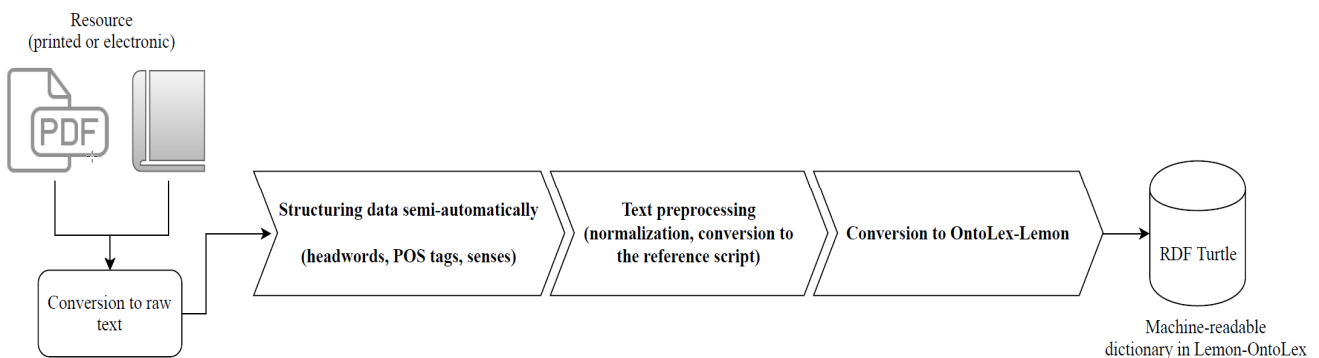 Resource
(printed or electronic)
PDF
Conversion to raw
text
Structuring data semi-automatically
(headwords, POS tags, senses)
Text preprocessing
(normalization, conversion to
the reference script)
Conversion to OntoLex-Lemon
RDF Turtle
Machine-readable
dictionary in Lemon-OntoLex